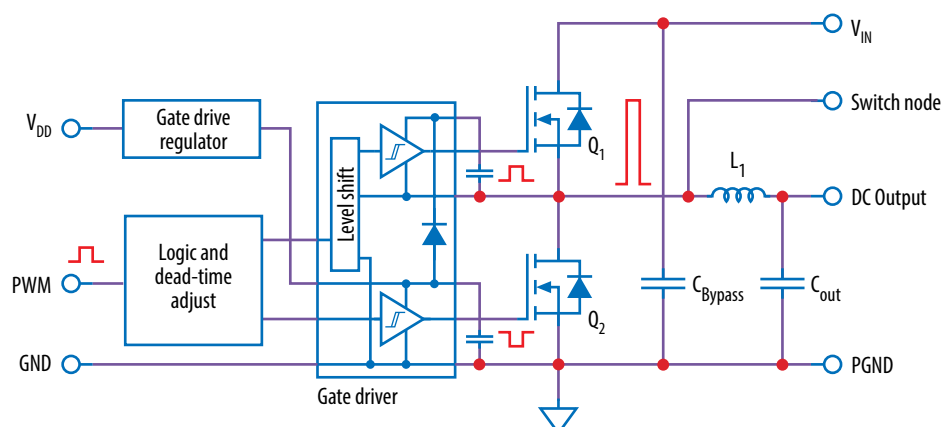 V_IN
Switch node
V_DD
Gate drive
regulator
Q_1
L_1
Level shift
DC Output
Logic and
dead-time
adjust
PWM
C_Bypass
C_out
Q_2
GND
PGND
Gate driver